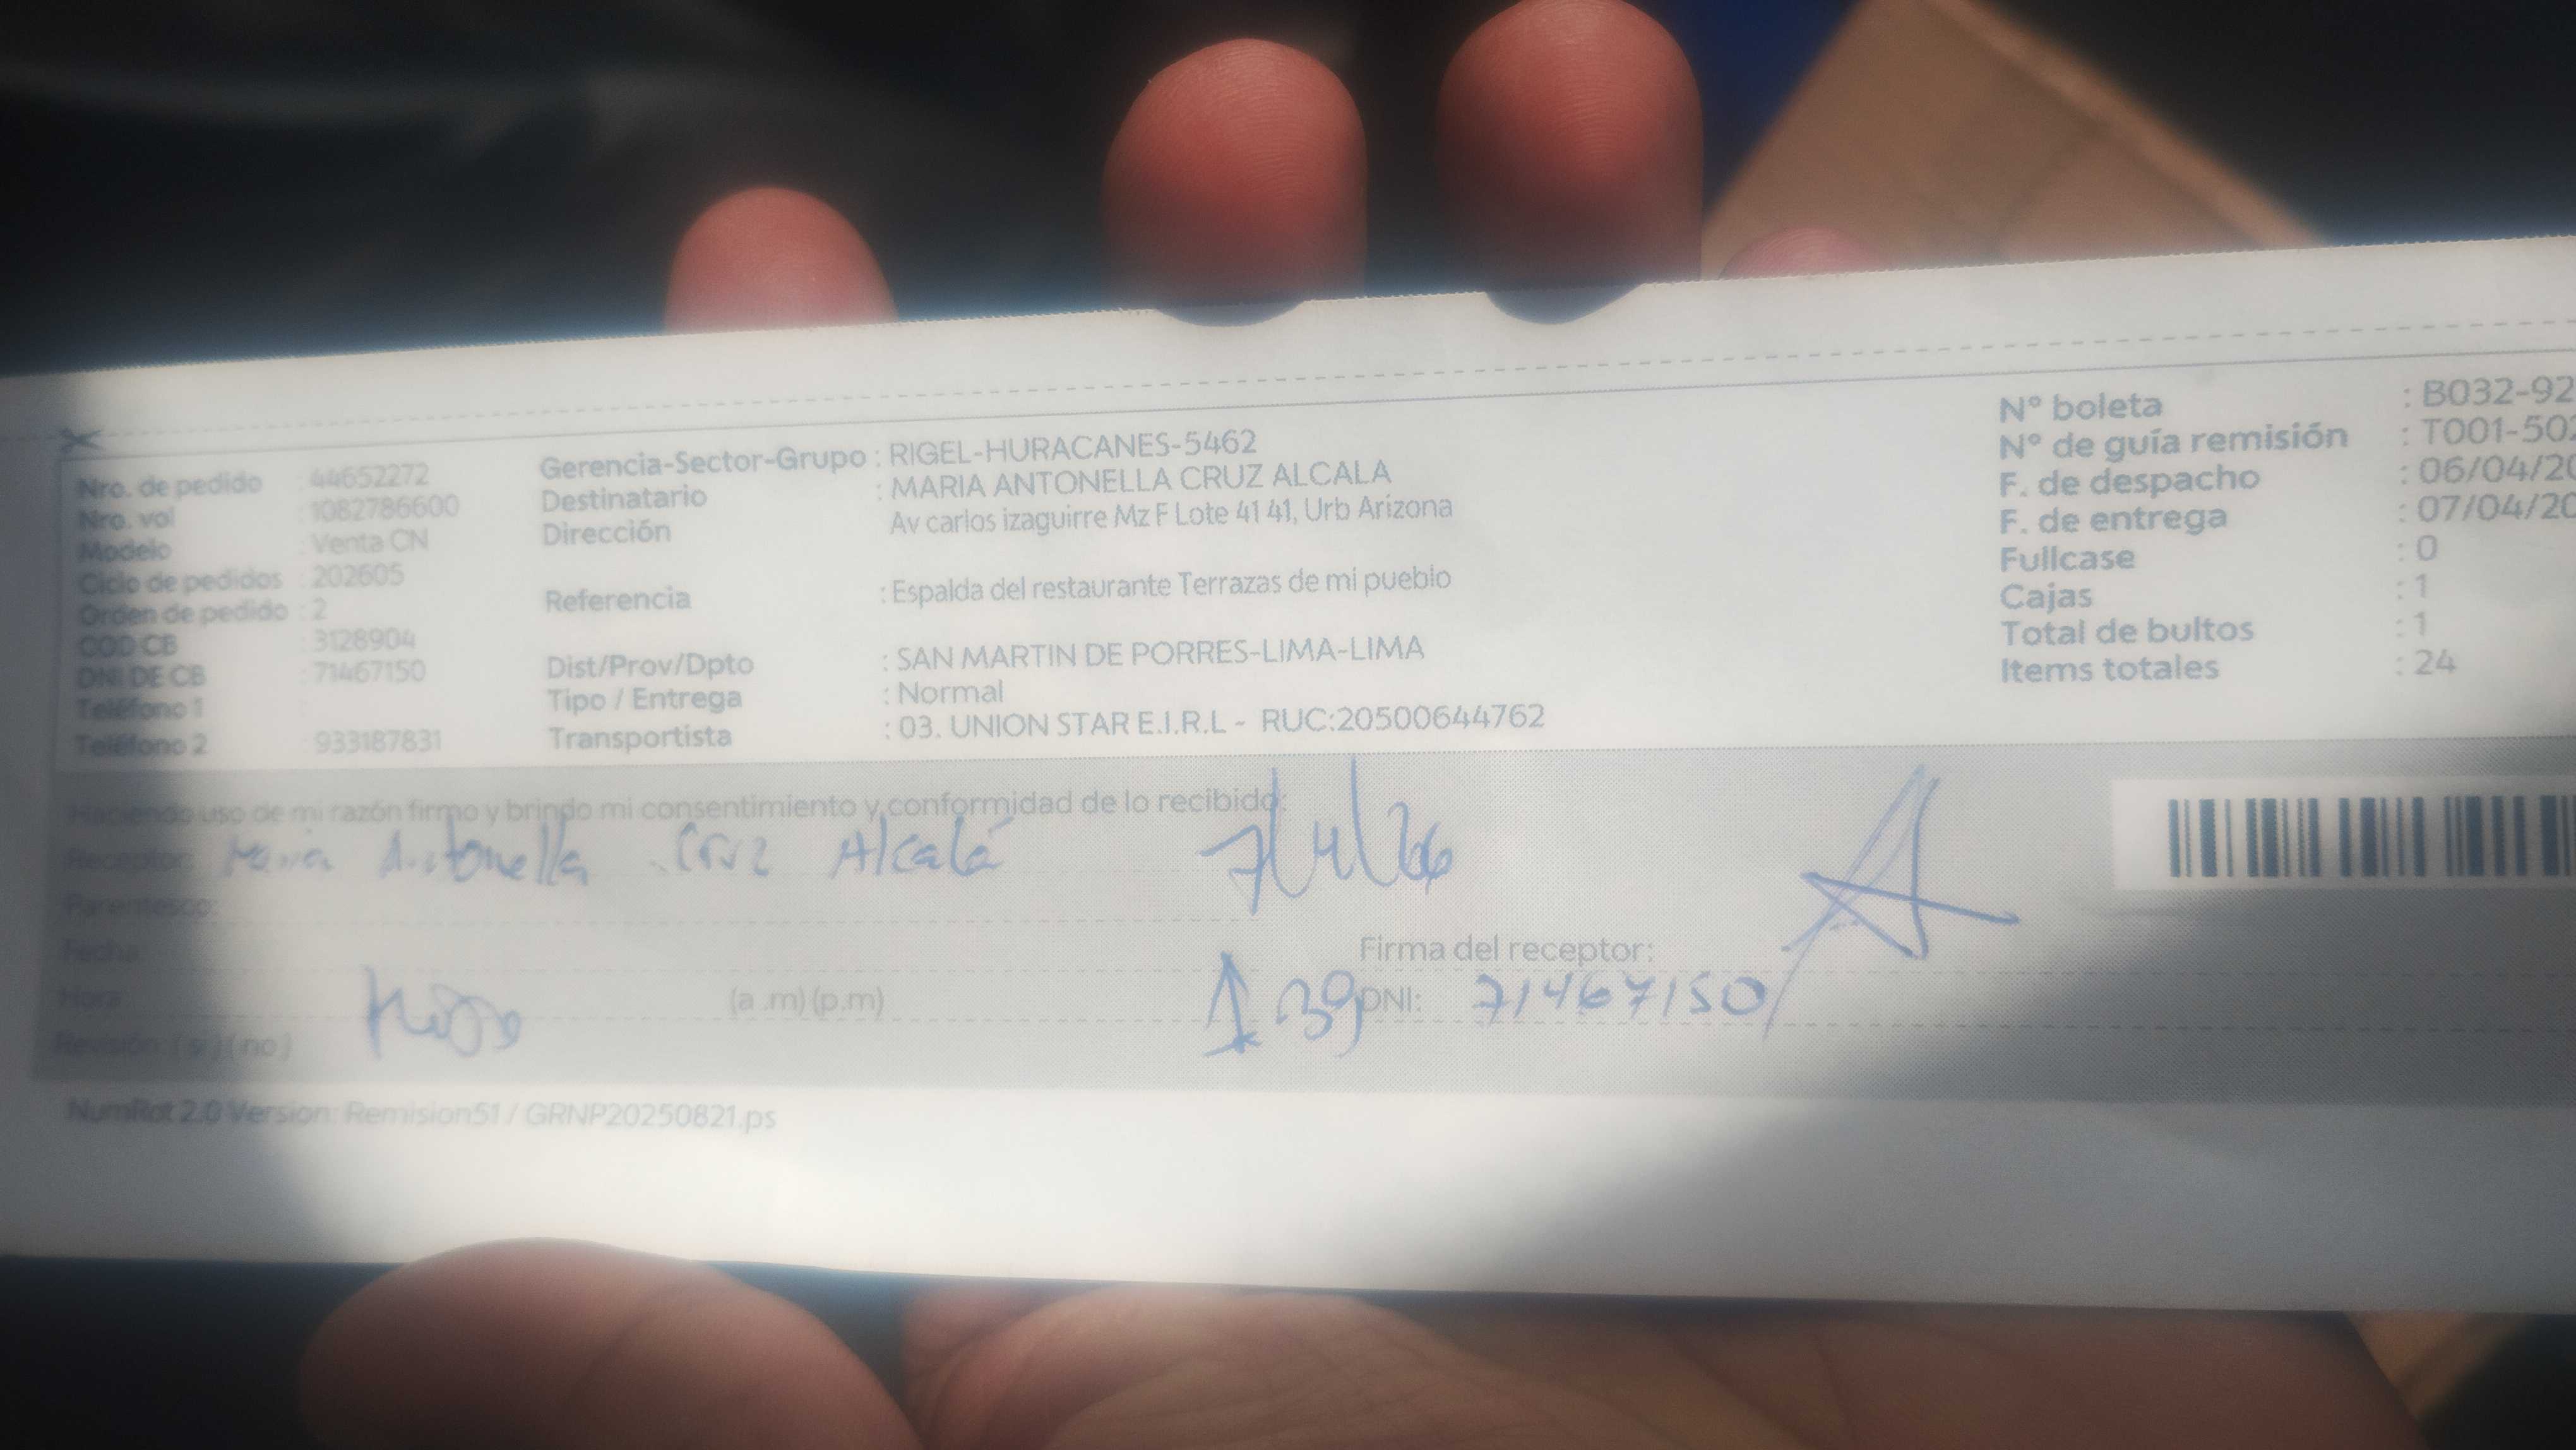 Nro. de pedido : 44652272
Nro. vol : 1082786600
Modelo : Venta CN
Ciclo de pedidos : 202605
Orden de pedido : 2
COD CB : 3128904
DNI DE CB : 71467150
Teléfono 1
Teléfono 2 : 933187831
Gerencia-Sector-Grupo : RIGEL-HURACANES-5462
Destinatario : MARIA ANTONELLA CRUZ ALCALA
Dirección Av carlos izaguirre Mz F Lote 41 41, Urb Arizona
Referencia : Espalda del restaurante Terrazas de mi pueblo
Dist/Prov/Dpto : SAN MARTIN DE PORRES-LIMA-LIMA
Tipo / Entrega : Normal
Transportista : 03. UNION STAR E.I.R.L - RUC:20500644762
N° boleta : B032-92
N° de guía remisión : T001-502
F. de despacho : 06/04/20
F. de entrega : 07/04/20
Fullcase : 0
Cajas : 1
Total de bultos : 1
Items totales : 24
Haciendo uso de mi razón firmo y brindo mi consentimiento y conformidad de lo recibido:
Receptor: Maria Antonella Cruz Alcalá 7/4/26
Parentesco:
Fecha
Firma del receptor:
Hora (a .m) (p.m) 1 39 DNI: 71467150
Revisión: ( si ) ( no )
NumRot 2.0 Version: Remision51 / GRNP20250821.ps